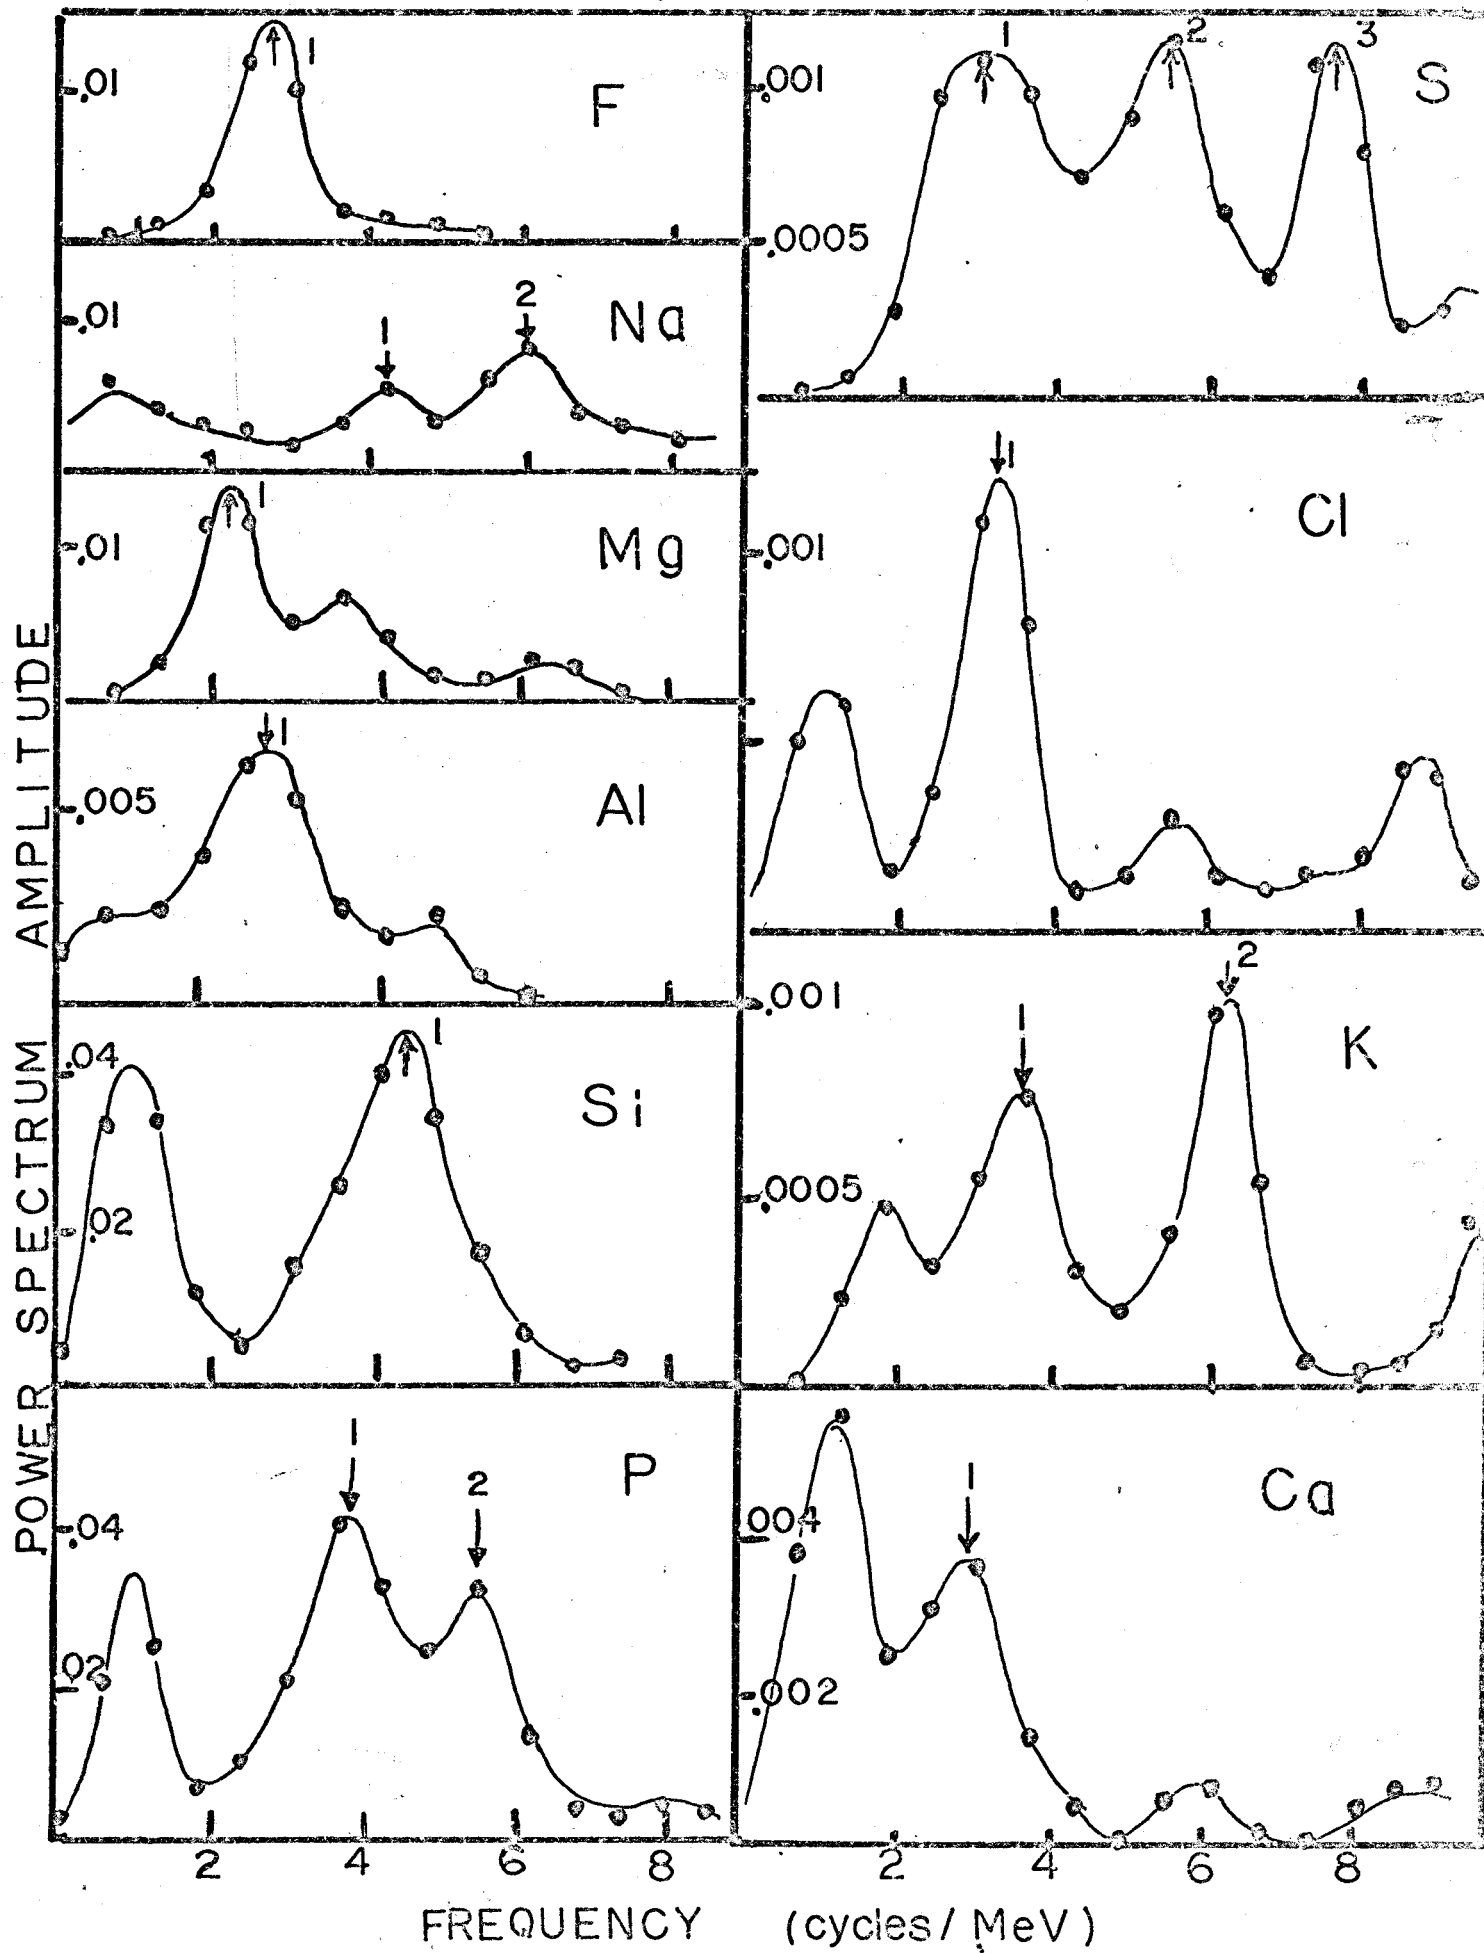 POWER SPECTRUM AMPLITUDE
.01
1
F
.01
1
2
Na
.01
1
Mg
.005
1
Al
.04
.02
1
Si
.04
.02
1
2
P
2 4 6 8
.001
.0005
1
2
3
S
.001
1
Cl
.001
.0005
1
2
K
.004
.002
1
Ca
2 4 6 8
FREQUENCY (cycles/MeV)